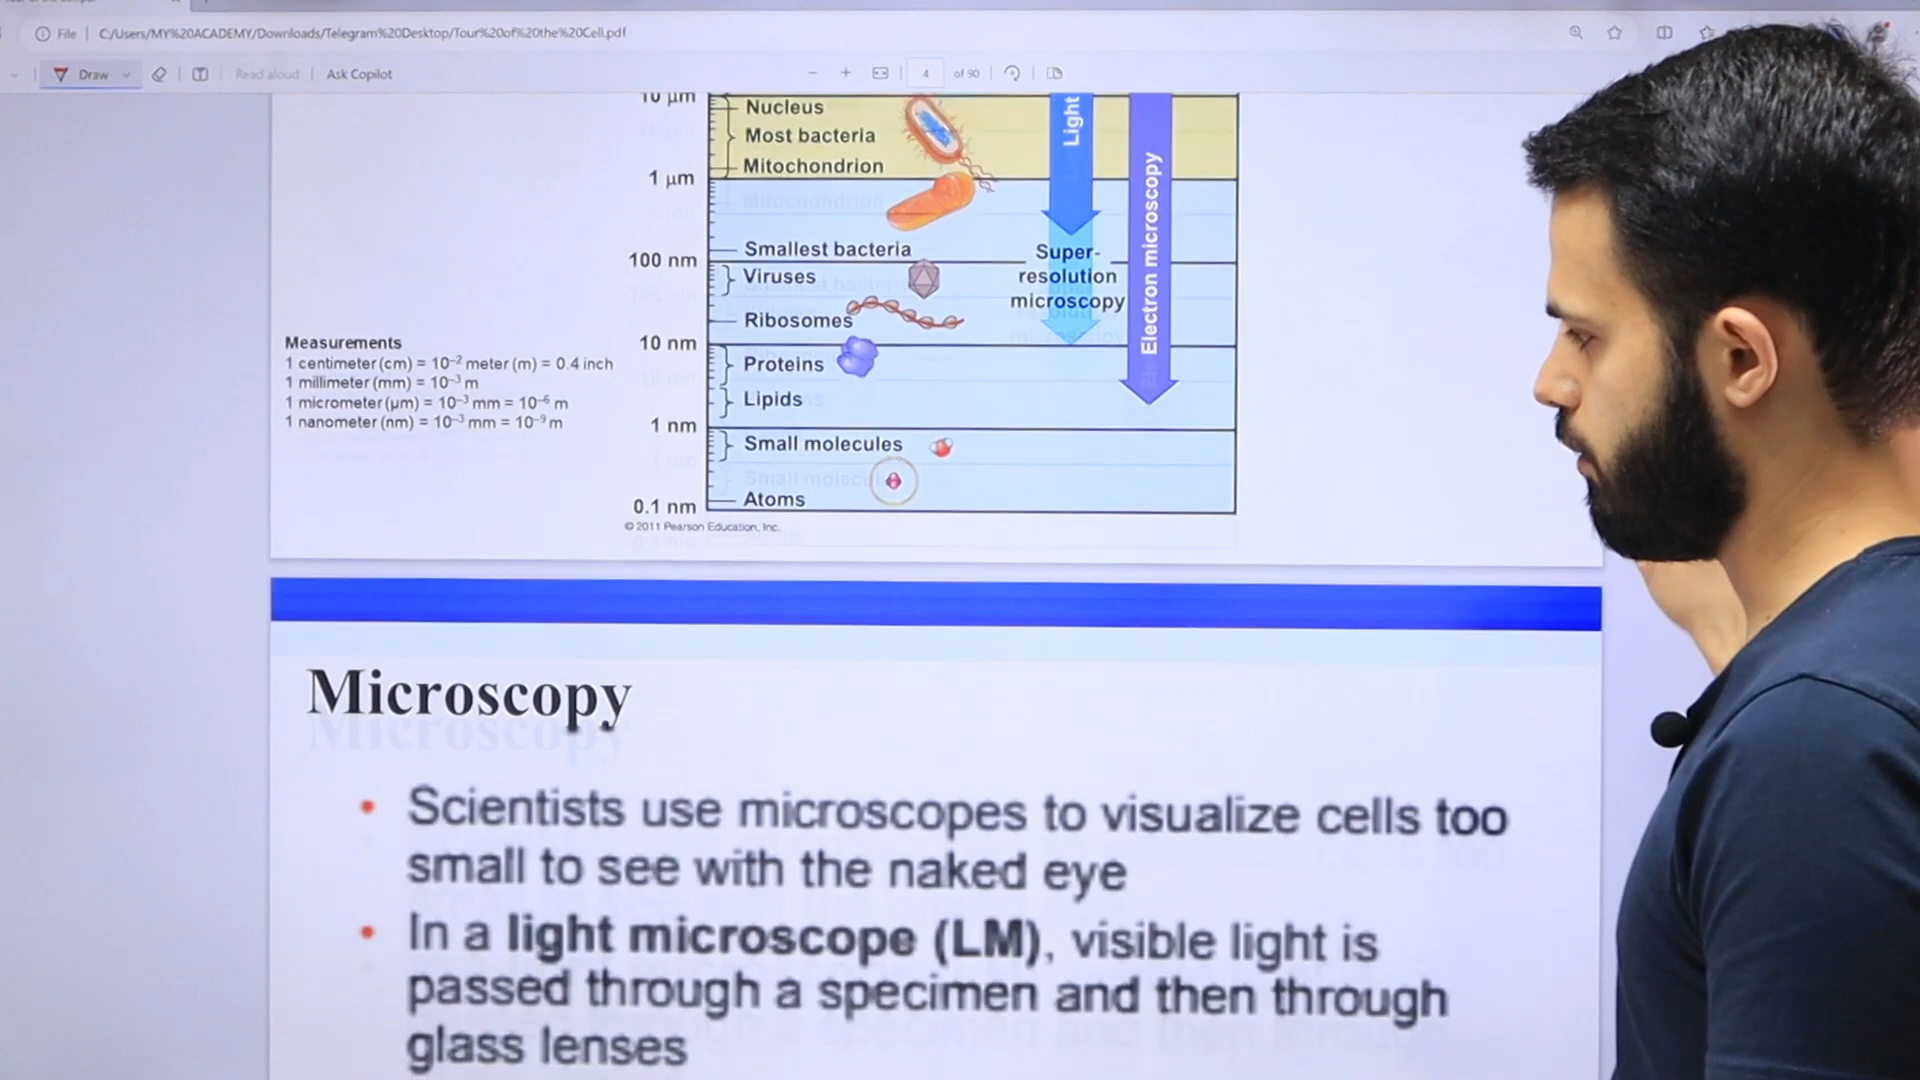 File
C:/Users/MY%20ACADEMY/Downloads/Telegram%20Desktop/Tour%20of%20the%20Cell.pdf
Draw
Read aloud
Ask Copilot
4
of 90
10 µm
Nucleus
Most bacteria
Mitochondrion
1 µm
Smallest bacteria
100 nm
Viruses
Ribosomes
10 nm
Proteins
Lipids
1 nm
Small molecules
Atoms
0.1 nm
Light
Super-
resolution
microscopy
Electron microscopy
Measurements
1 centimeter (cm) = 10⁻² meter (m) = 0.4 inch
1 millimeter (mm) = 10⁻³ m
1 micrometer (µm) = 10⁻³ mm = 10⁻⁶ m
1 nanometer (nm) = 10⁻³ mm = 10⁻⁹ m
© 2011 Pearson Education, Inc.
Microscopy
• Scientists use microscopes to visualize cells too
small to see with the naked eye
• In a light microscope (LM), visible light is
passed through a specimen and then through
glass lenses